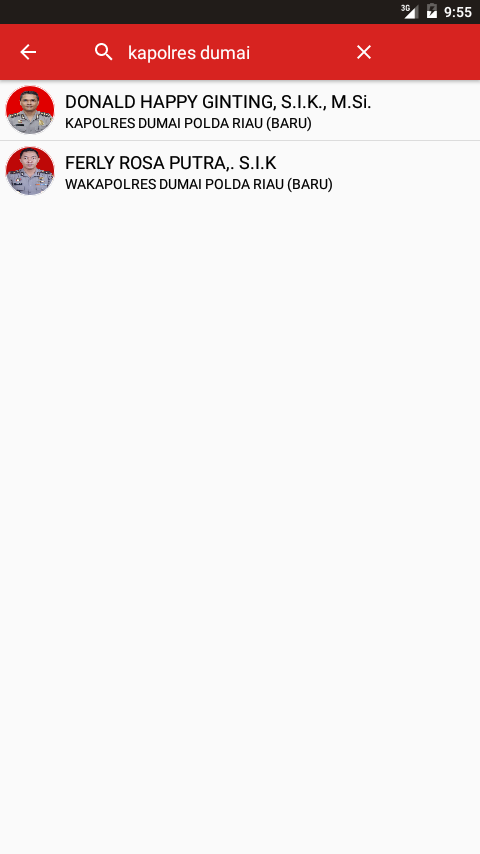 3G 9:55
kapolres dumai
DONALD HAPPY GINTING, S.I.K., M.Si.
KAPOLRES DUMAI POLDA RIAU (BARU)
FERLY ROSA PUTRA,. S.I.K
WAKAPOLRES DUMAI POLDA RIAU (BARU)